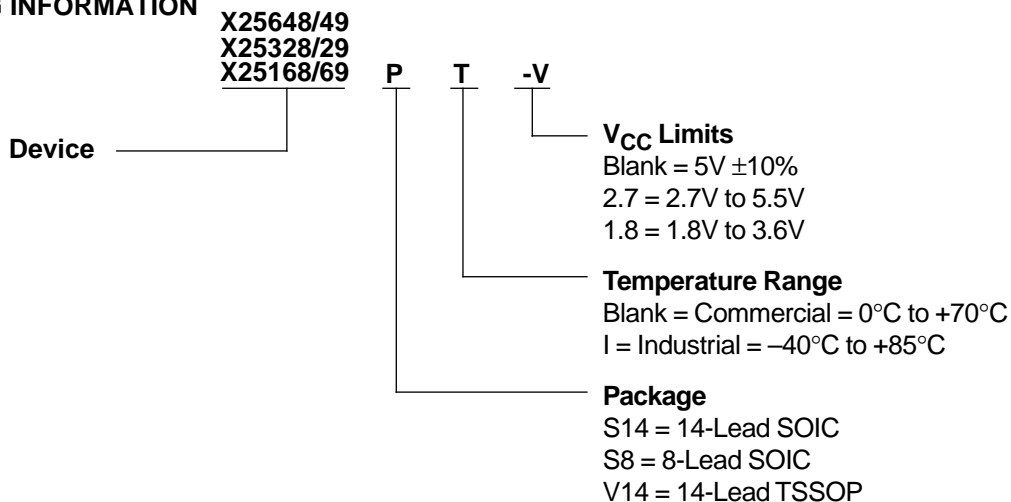 INFORMATION
X25648/49
X25328/29
X25168/69 P T -V
Device
VCC Limits
Blank = 5V ±10%
2.7 = 2.7V to 5.5V
1.8 = 1.8V to 3.6V
Temperature Range
Blank = Commercial = 0°C to +70°C
I = Industrial = –40°C to +85°C
Package
S14 = 14-Lead SOIC
S8 = 8-Lead SOIC
V14 = 14-Lead TSSOP